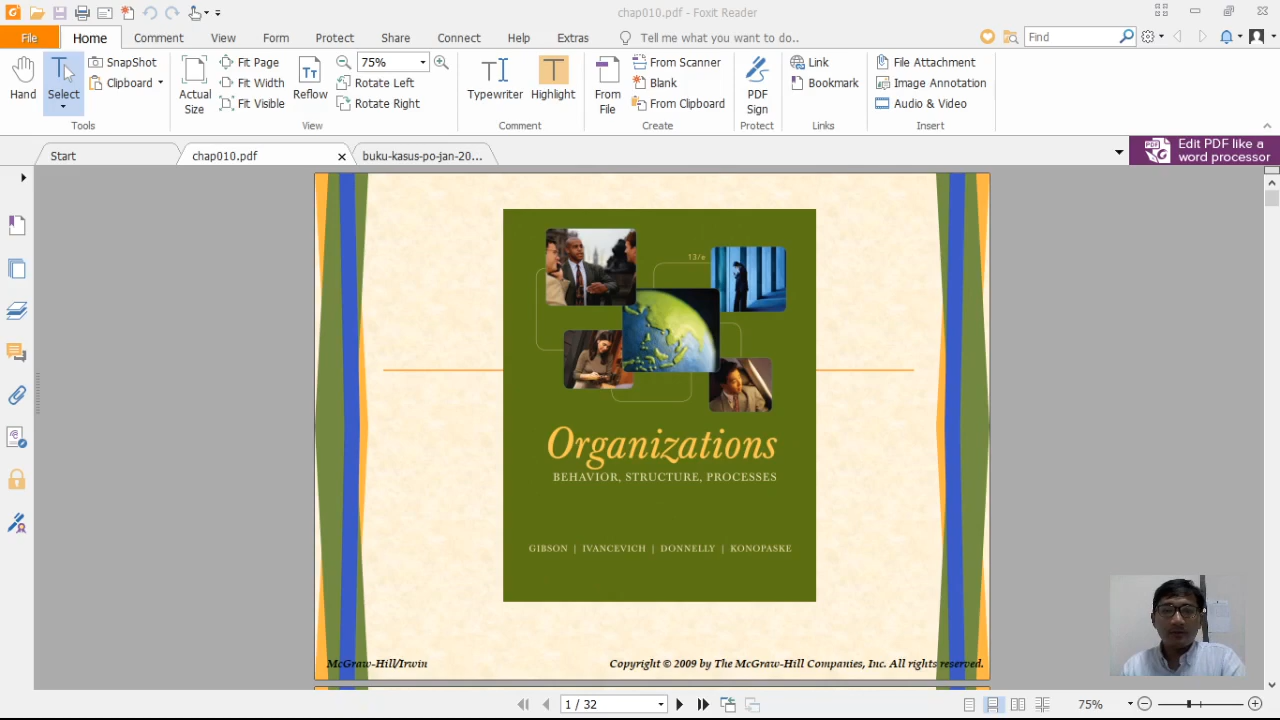 chap010.pdf - Foxit Reader
File
Home
Comment
View
Form
Protect
Share
Connect
Help
Extras
Tell me what you want to do..
Find
Hand
Select
SnapShot
Clipboard
Tools
Actual Size
Fit Page
Fit Width
Fit Visible
Reflow
75%
Rotate Left
Rotate Right
View
Typewriter
Highlight
Comment
From File
From Scanner
Blank
From Clipboard
Create
PDF Sign
Protect
Link
Bookmark
Links
File Attachment
Image Annotation
Audio & Video
Insert
Start
chap010.pdf
buku-kasus-po-jan-20...
Edit PDF like a
word processor
13/e
Organizations
BEHAVIOR, STRUCTURE, PROCESSES
GIBSON | IVANCEVICH | DONNELLY | KONOPASKE
McGraw-Hill/Irwin
Copyright © 2009 by The McGraw-Hill Companies, Inc. All rights reserved.
1 / 32
75%